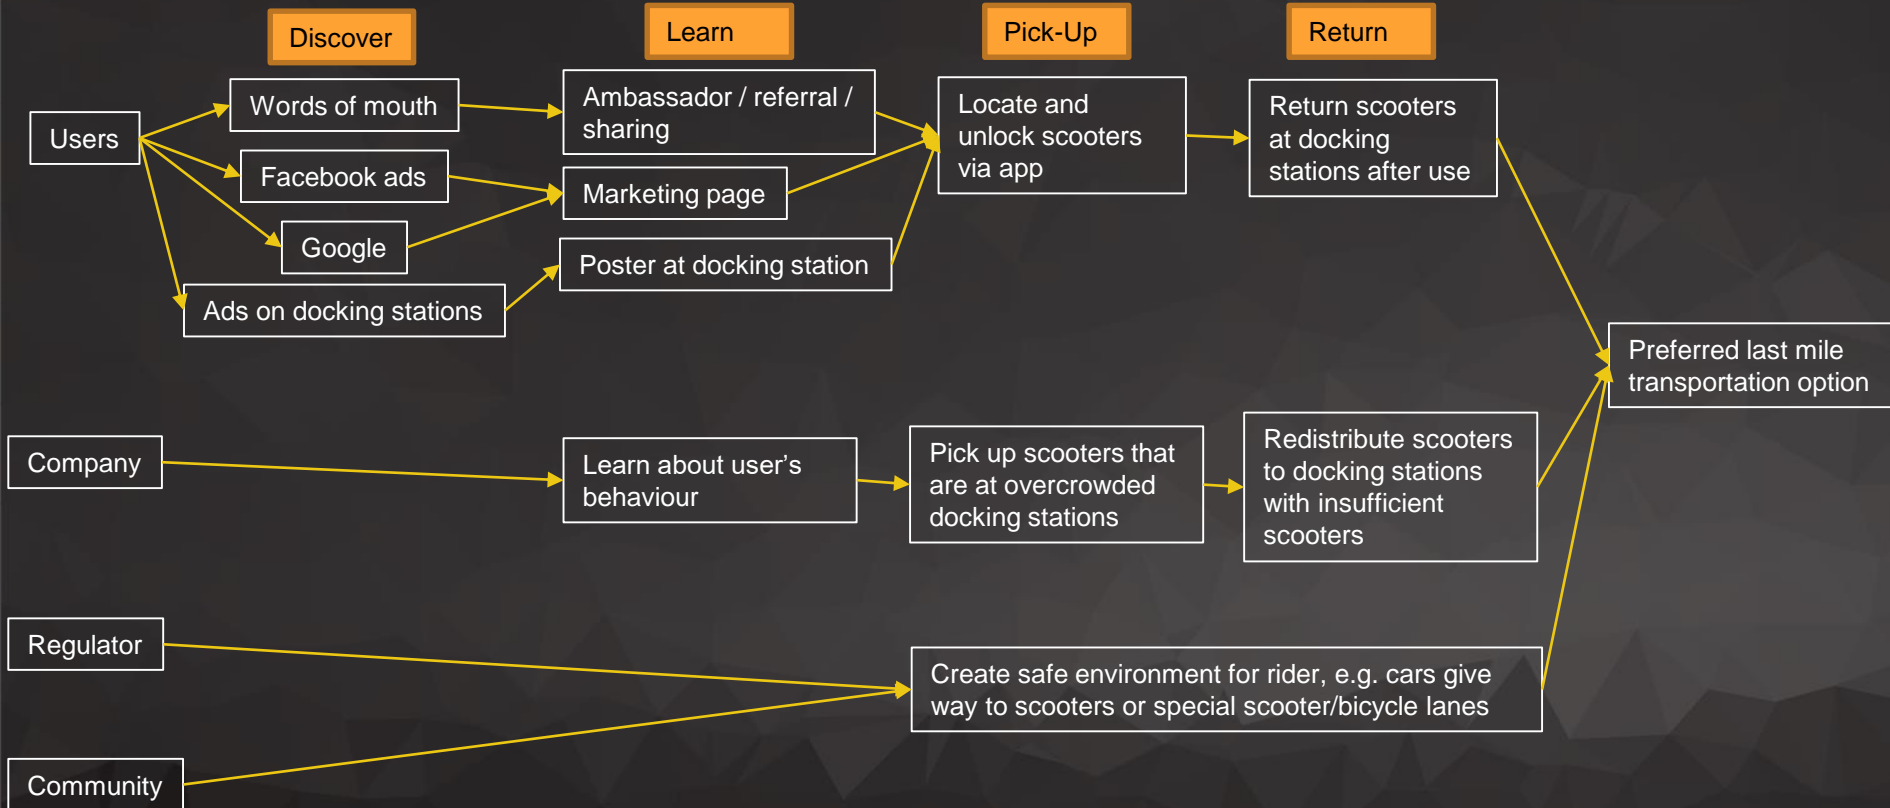 Discover
Learn
Pick-Up
Return
Users
Words of mouth
Facebook ads
Google
Ads on docking stations
Ambassador / referral /
sharing
Marketing page
Poster at docking station
Locate and
unlock scooters
via app
Return scooters
at docking
stations after use
Preferred last mile
transportation option
Company
Learn about user’s
behaviour
Pick up scooters that
are at overcrowded
docking stations
Redistribute scooters
to docking stations
with insufficient
scooters
Regulator
Create safe environment for rider, e.g. cars give
way to scooters or special scooter/bicycle lanes
Community